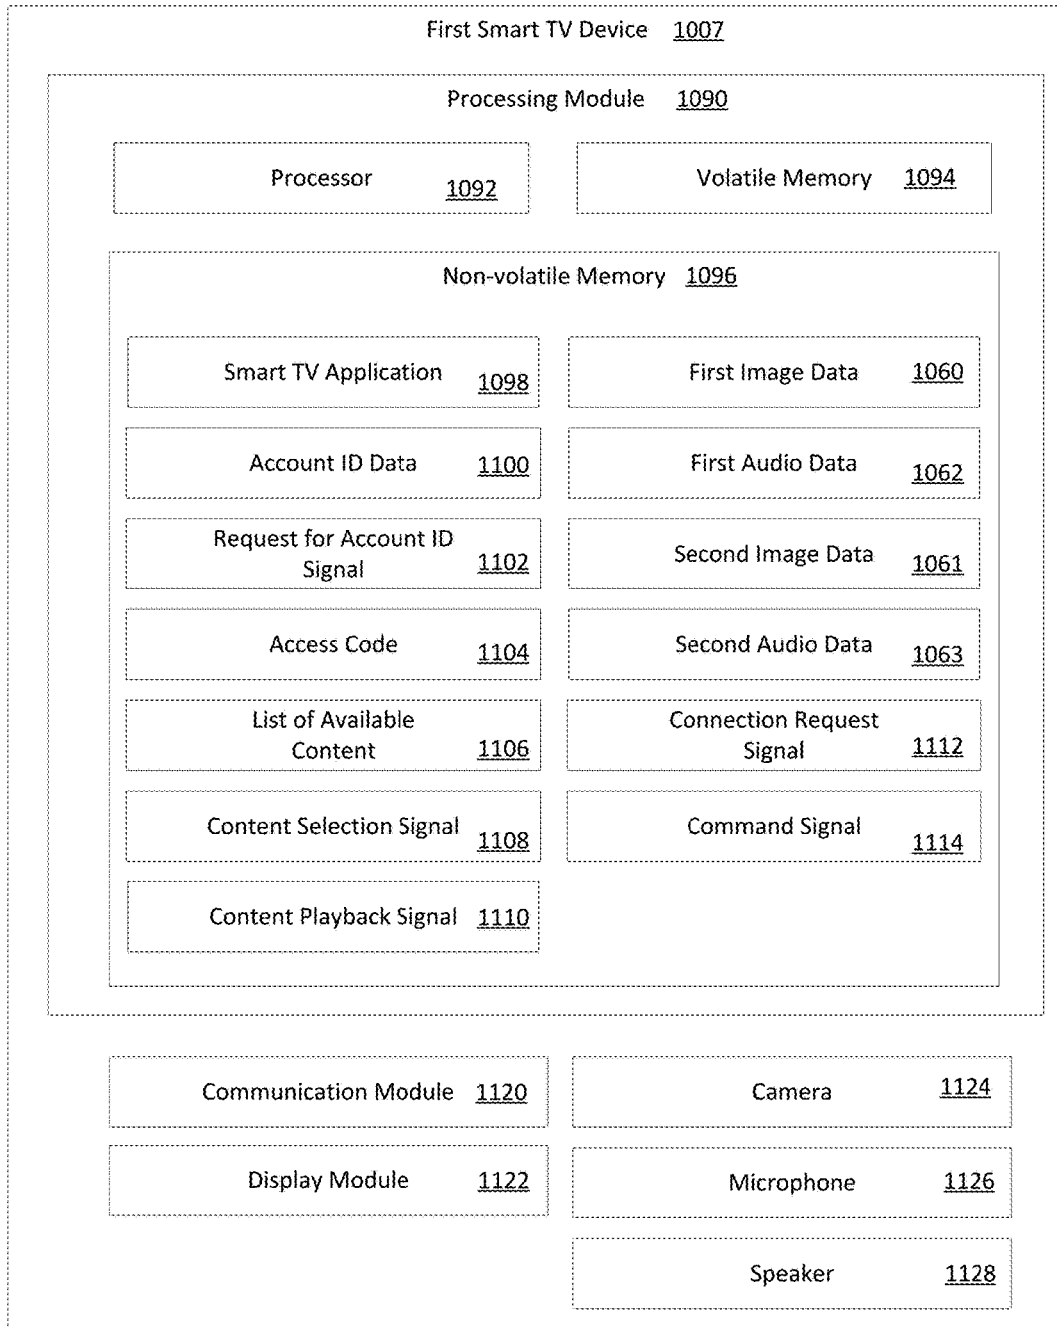 First Smart TV Device 1007
Processing Module 1090
Processor 1092
Volatile Memory 1094
Non-volatile Memory 1096
Smart TV Application 1098
First Image Data 1060
Account ID Data 1100
First Audio Data 1062
Request for Account ID
Signal 1102
Second Image Data 1061
Access Code 1104
Second Audio Data 1063
List of Available
Content 1106
Connection Request
Signal 1112
Content Selection Signal 1108
Command Signal 1114
Content Playback Signal 1110
Communication Module 1120
Camera 1124
Display Module 1122
Microphone 1126
Speaker 1128